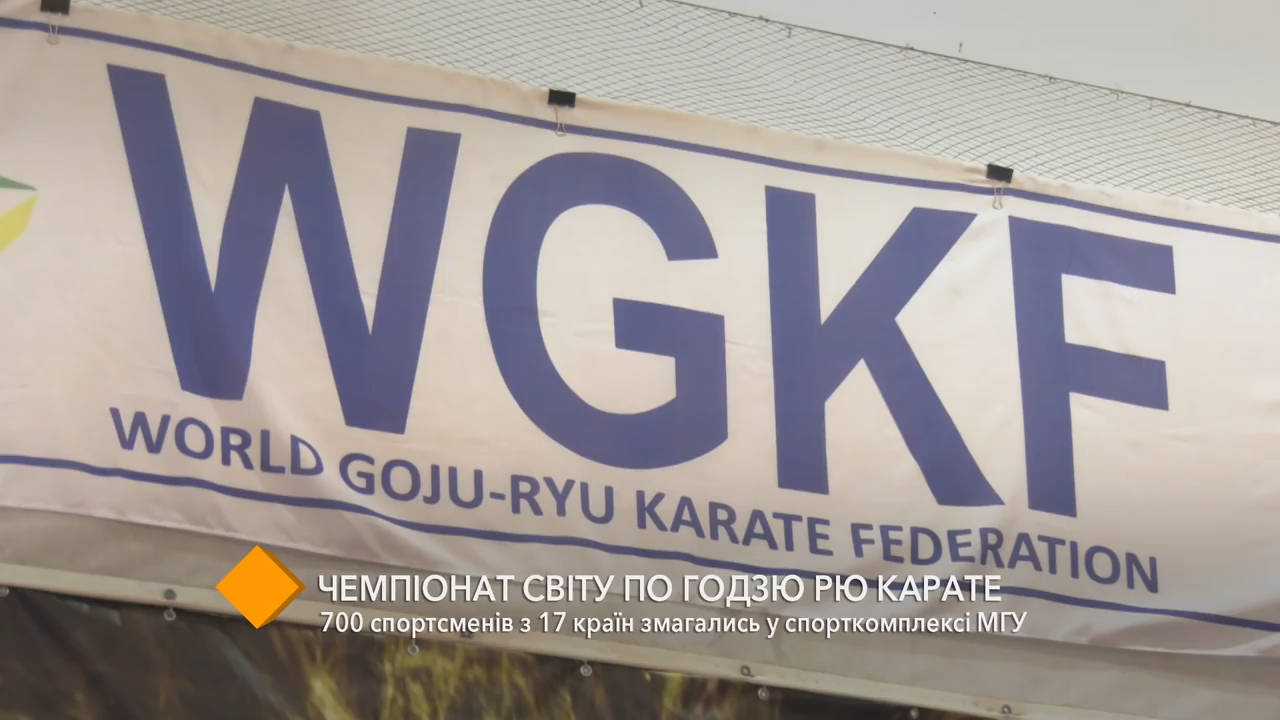 WGKF
WORLD GOJU-RYU KARATE FEDERATION
ЧЕМПІОНАТ СВІТУ ПО ГОДЗЮ РЮ КАРАТЕ
700 спортсменів з 17 країн змагались у спорткомплексі МГУ